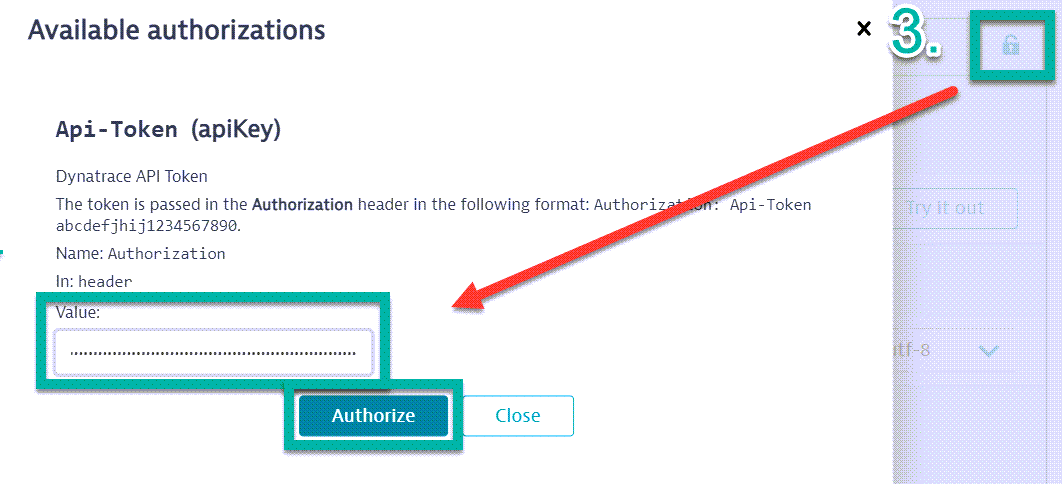 Available authorizations
3.
Api-Token (apiKey)
Dynatrace API Token
The token is passed in the Authorization header in the following format: Authorization: Api-Token
abcdefjhij1234567890.
Try it out
Name: Authorization
In: header
Value:
utf-8
Authorize
Close